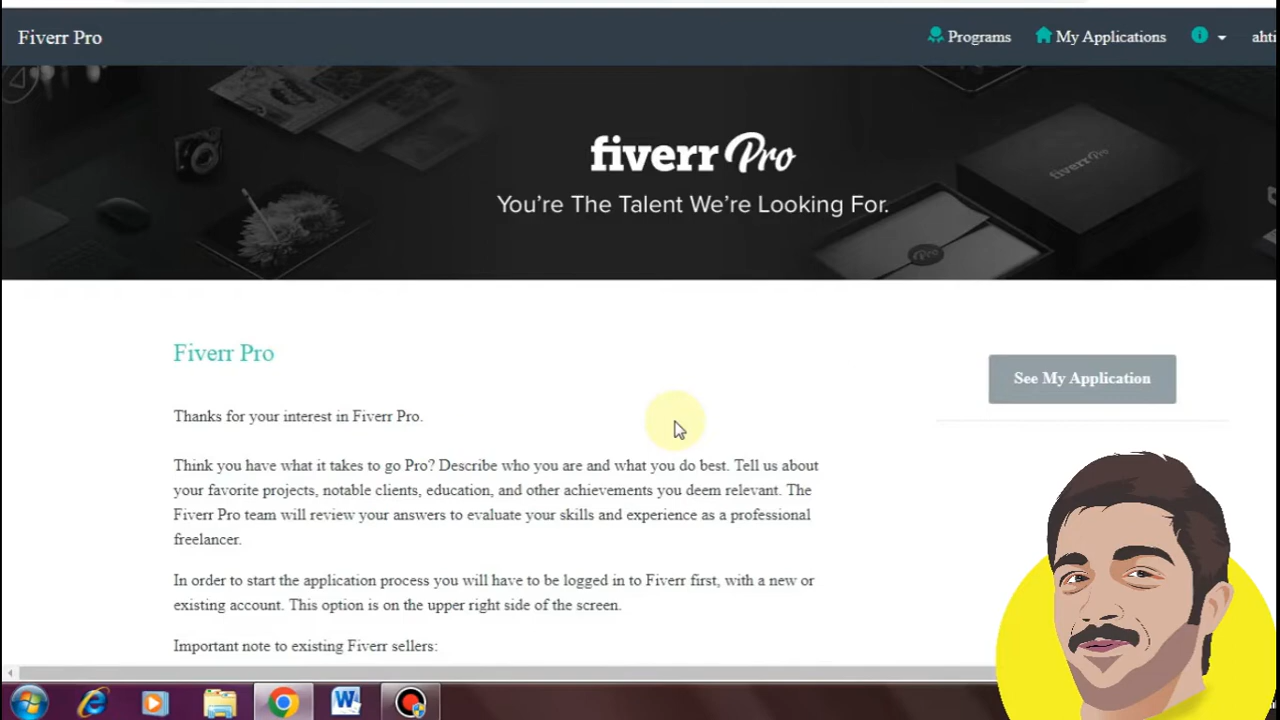 Fiverr Pro
Programs
My Applications
ahti
fiverr Pro
You're The Talent We're Looking For.
Fiverr Pro
See My Application
Thanks for your interest in Fiverr Pro.
Think you have what it takes to go Pro? Describe who you are and what you do best. Tell us about
your favorite projects, notable clients, education, and other achievements you deem relevant. The
Fiverr Pro team will review your answers to evaluate your skills and experience as a professional
freelancer.
In order to start the application process you will have to be logged in to Fiverr first, with a new or
existing account. This option is on the upper right side of the screen.
Important note to existing Fiverr sellers: